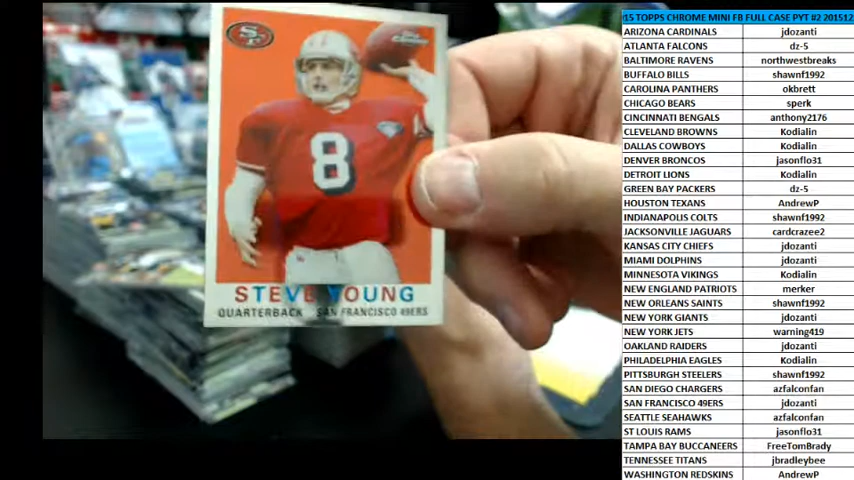 SF
8
STEVE YOUNG
QUARTERBACK SAN FRANCISCO 49ERS
15 TOPPS CHROME MINI FB FULL CASE PYT #2 201512
ARIZONA CARDINALS jdozanti
ATLANTA FALCONS dz-5
BALTIMORE RAVENS northwestbreaks
BUFFALO BILLS shawnf1992
CAROLINA PANTHERS okbrett
CHICAGO BEARS sperk
CINCINNATI BENGALS anthony2176
CLEVELAND BROWNS Kodialin
DALLAS COWBOYS Kodialin
DENVER BRONCOS jasonflo31
DETROIT LIONS Kodialin
GREEN BAY PACKERS dz-5
HOUSTON TEXANS AndrewP
INDIANAPOLIS COLTS shawnf1992
JACKSONVILLE JAGUARS cardcrazee2
KANSAS CITY CHIEFS jdozanti
MIAMI DOLPHINS jdozanti
MINNESOTA VIKINGS Kodialin
NEW ENGLAND PATRIOTS merker
NEW ORLEANS SAINTS shawnf1992
NEW YORK GIANTS jdozanti
NEW YORK JETS warning419
OAKLAND RAIDERS jdozanti
PHILADELPHIA EAGLES Kodialin
PITTSBURGH STEELERS shawnf1992
SAN DIEGO CHARGERS azfalconfan
SAN FRANCISCO 49ERS jdozanti
SEATTLE SEAHAWKS azfalconfan
ST LOUIS RAMS jasonflo31
TAMPA BAY BUCCANEERS FreeTomBrady
TENNESSEE TITANS jbradleybee
WASHINGTON REDSKINS AndrewP